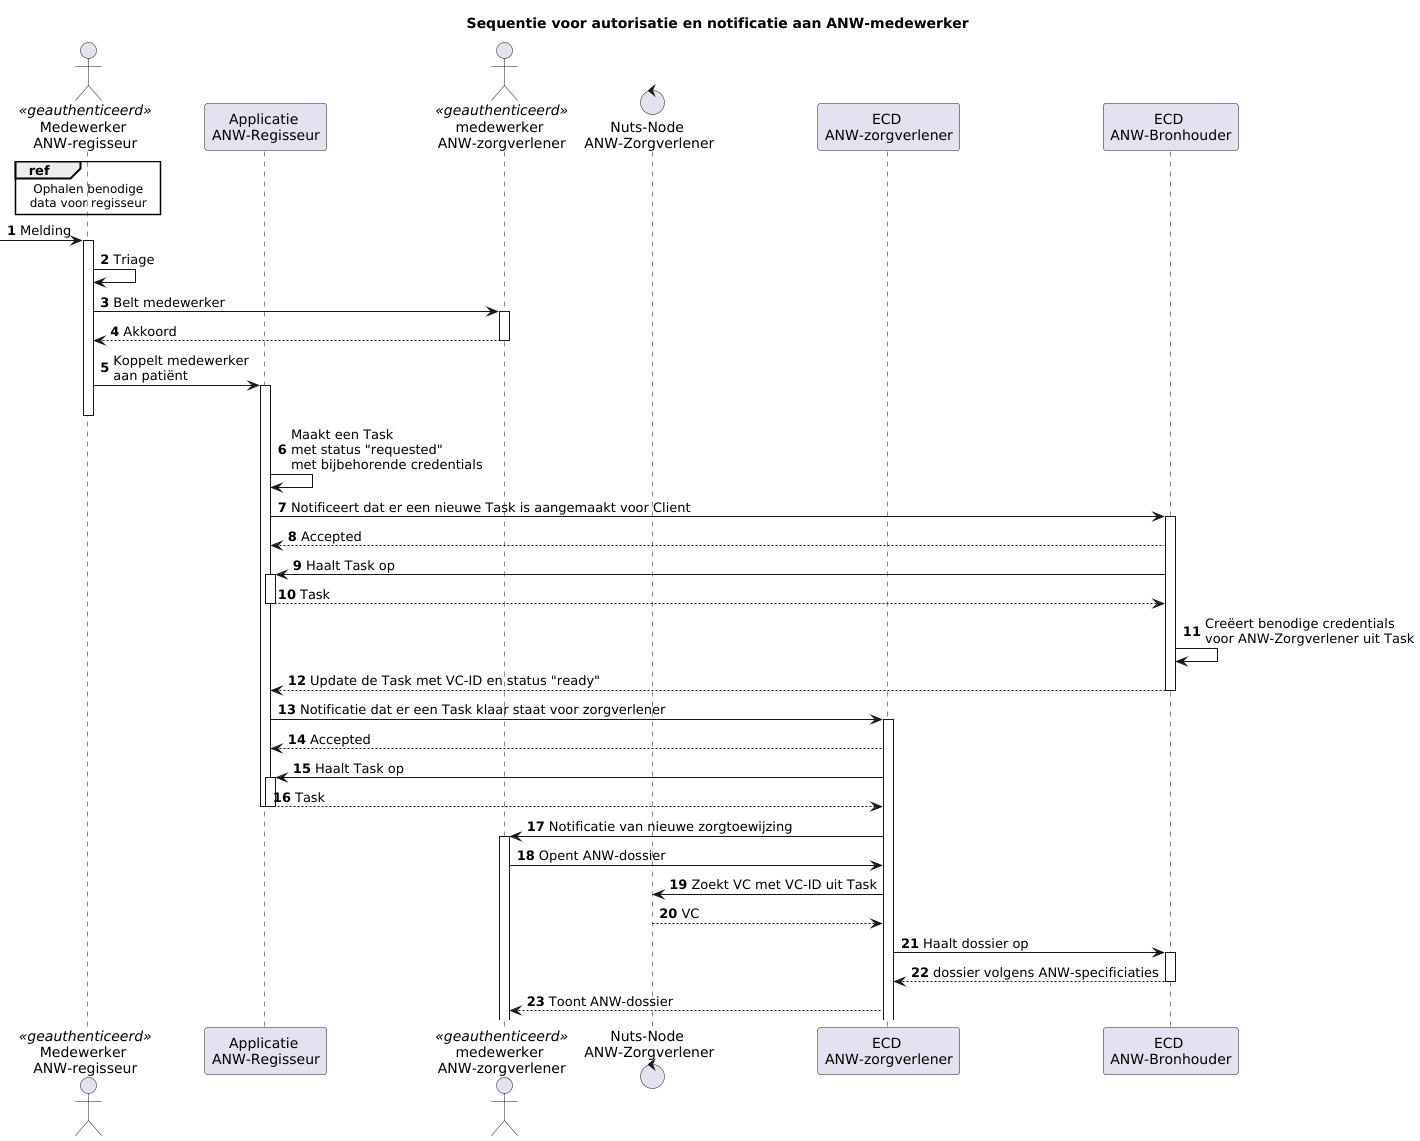 Sequentie voor autorisatie en notificatie aan ANW-medewerker
«geauthenticeerd»
Medewerker
ANW-regisseur
Applicatie
ANW-Regisseur
«geauthenticeerd»
medewerker
ANW-zorgverlener
Nuts-Node
ANW-Zorgverlener
ECD
ANW-zorgverlener
ECD
ANW-Bronhouder
ref
Ophalen benodige
data voor regisseur
1 Melding
2 Triage
3 Belt medewerker
4 Akkoord
5 Koppelt medewerker
aan patiënt
6 Maakt een Task
met status "requested"
met bijbehorende credentials
7 Notificeert dat er een nieuwe Task is aangemaakt voor Client
8 Accepted
9 Haalt Task op
10 Task
11 Creëert benodige credentials
voor ANW-Zorgverlener uit Task
12 Update de Task met VC-ID en status "ready"
13 Notificatie dat er een Task klaar staat voor zorgverlener
14 Accepted
15 Haalt Task op
16 Task
17 Notificatie van nieuwe zorgtoewijzing
18 Opent ANW-dossier
19 Zoekt VC met VC-ID uit Task
20 VC
21 Haalt dossier op
22 dossier volgens ANW-specificiaties
23 Toont ANW-dossier
«geauthenticeerd»
Medewerker
ANW-regisseur
Applicatie
ANW-Regisseur
«geauthenticeerd»
medewerker
ANW-zorgverlener
Nuts-Node
ANW-Zorgverlener
ECD
ANW-zorgverlener
ECD
ANW-Bronhouder